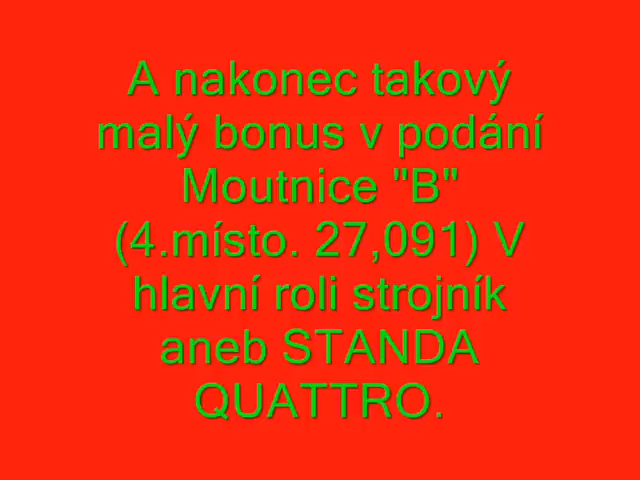 A nakonec takový
malý bonus v podání
Moutnice "B"
(4.místo. 27,091) V
hlavní roli strojník
aneb STANDA
QUATTRO.